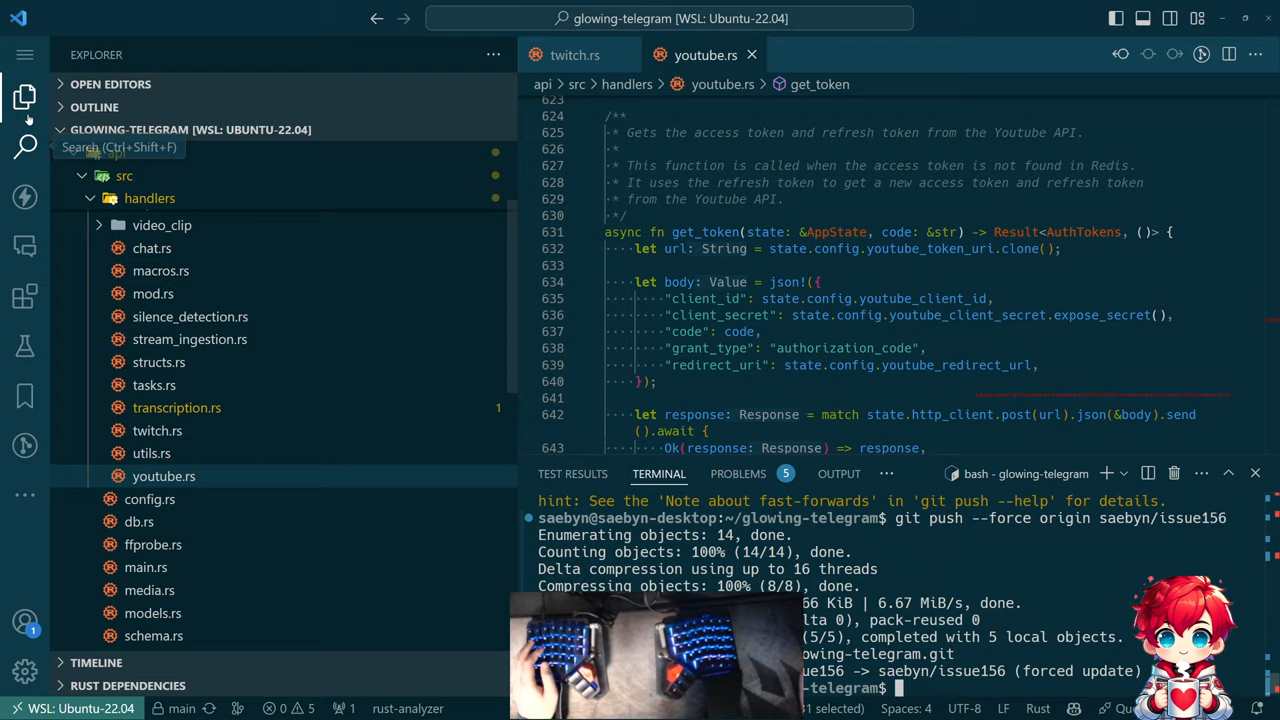 glowing-telegram [WSL: Ubuntu-22.04]
EXPLORER
OPEN EDITORS
OUTLINE
GLOWING-TELEGRAM [WSL: UBUNTU-22.04]
Search (Ctrl+Shift+F)
api
src
handlers
video_clip
chat.rs
macros.rs
mod.rs
silence_detection.rs
stream_ingestion.rs
structs.rs
tasks.rs
transcription.rs 1
twitch.rs
utils.rs
youtube.rs
config.rs
db.rs
ffprobe.rs
main.rs
media.rs
models.rs
schema.rs
TIMELINE
RUST DEPENDENCIES
1
twitch.rs
youtube.rs
api > src > handlers > youtube.rs > get_token
623
624 /**
625 * Gets the access token and refresh token from the Youtube API.
626 *
627 * This function is called when the access token is not found in Redis.
628 * It uses the refresh token to get a new access token and refresh token
629 * from the Youtube API.
630 */
631 async fn get_token(state: &AppState, code: &str) -> Result<AuthTokens, ()> {
632 let url: String = state.config.youtube_token_uri.clone();
633
634 let body: Value = json!({
635 "client_id": state.config.youtube_client_id,
636 "client_secret": state.config.youtube_client_secret.expose_secret(),
637 "code": code,
638 "grant_type": "authorization_code",
639 "redirect_uri": state.config.youtube_redirect_url,
640 });
641
642 let response: Response = match state.http_client.post(url).json(&body).send
().await {
643 Ok(response: Response) => response,
TEST RESULTS TERMINAL PROBLEMS 5 OUTPUT
bash - glowing-telegram
hint: See the 'Note about fast-forwards' in 'git push --help' for details.
saebyn@saebyn-desktop:~/glowing-telegram$ git push --force origin saebyn/issue156
Enumerating objects: 14, done.
Counting objects: 100% (14/14), done.
Delta compression using up to 16 threads
Compressing objects: 100% (8/8), done.
66 KiB | 6.67 MiB/s, done.
lta 0), pack-reused 0
(5/5), completed with 5 local objects.
lowing-telegram.git
sue156 -> saebyn/issue156 (forced update)
-telegram$
WSL: Ubuntu-22.04 main 0 5 1 rust-analyzer
selected) Spaces: 4 UTF-8 LF Rust